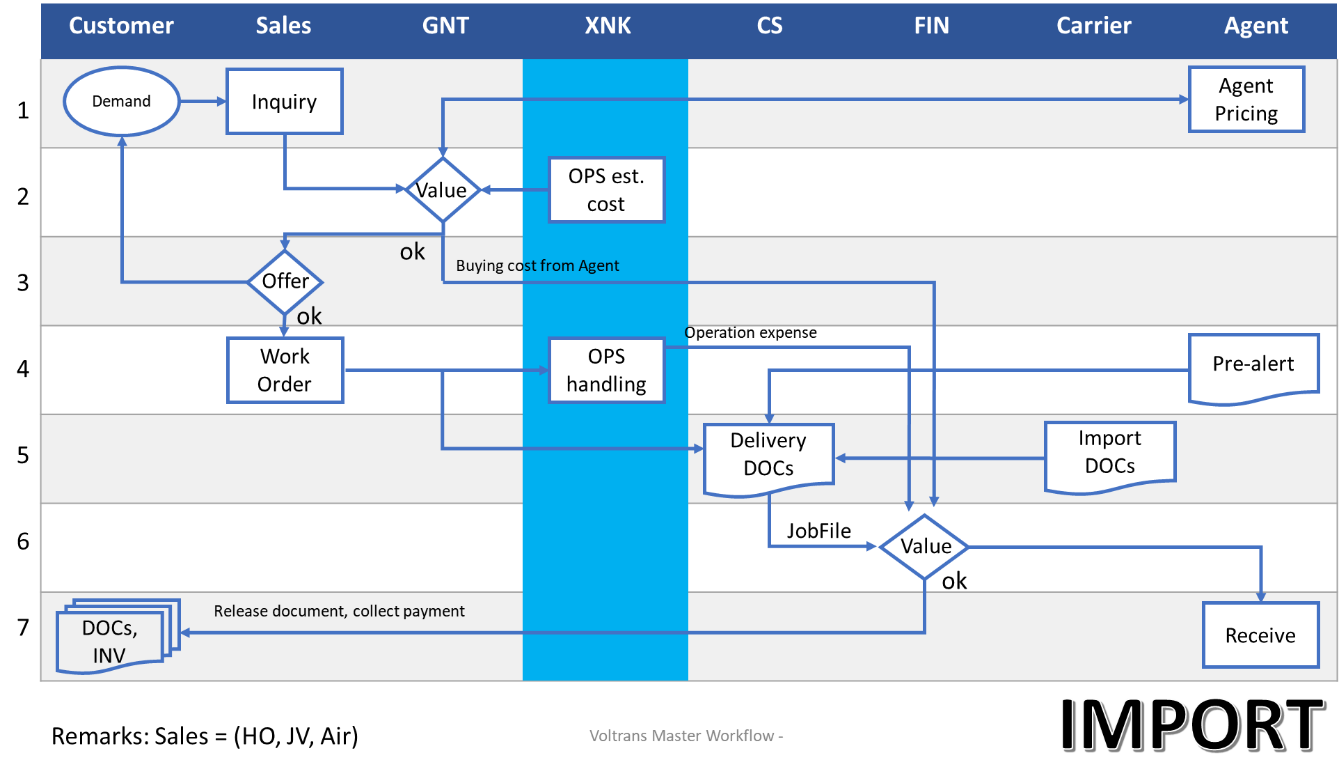 Customer Sales GNT XNK CS FIN Carrier Agent
1
Demand
Inquiry
Agent
Pricing
2
Value
OPS est.
cost
ok
3
Offer
Buying cost from Agent
ok
4
Work
Order
OPS
handling
Operation expense
Pre-alert
5
Delivery
DOCs
Import
DOCs
6
JobFile
Value
ok
7
DOCs,
INV
Release document, collect payment
Receive
Remarks: Sales = (HO, JV, Air)
Voltrans Master Workflow -
IMPORT